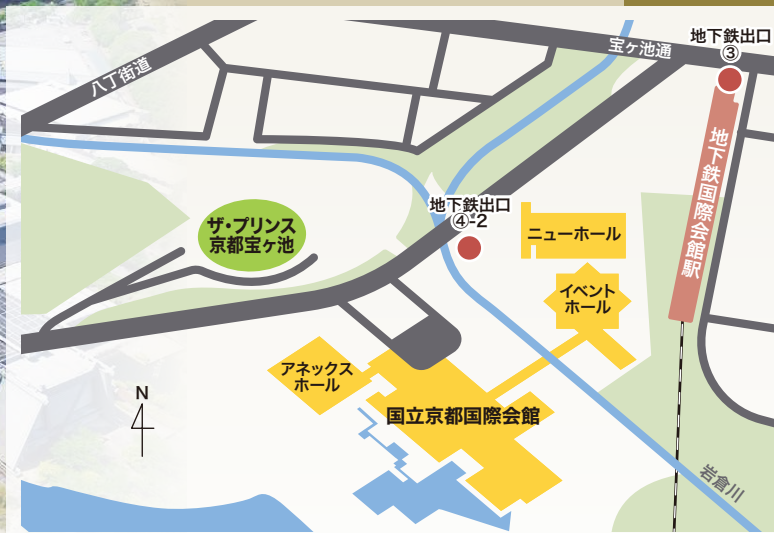 地下鉄出口
③
宝ヶ池通
八丁街道
地下鉄国際会館駅
地下鉄出口
④-2
ザ・プリンス
京都宝ヶ池
ニューホール
イベント
ホール
アネックス
ホール
国立京都国際会館
N
岩倉川